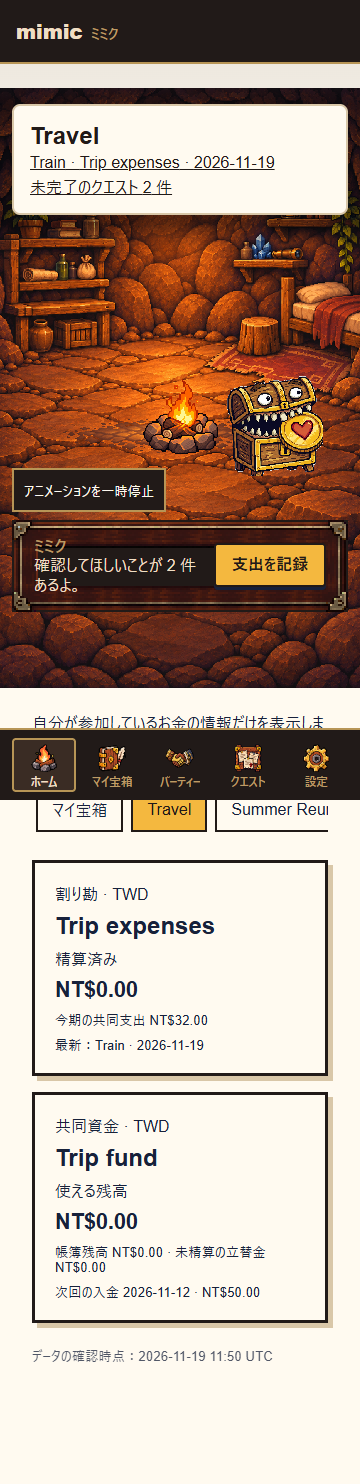 mimic ミミク
Travel
Train · Trip expenses · 2026-11-19
未完了のクエスト 2 件
アニメーションを一時停止
ミミク
確認してほしいことが 2 件
あるよ。
支出を記録
自分が参加しているお金の情報だけを表示しま
ホーム
マイ宝箱
パーティー
クエスト
設定
マイ宝箱
Travel
Summer Reun
割り勘 · TWD
Trip expenses
精算済み
NT$0.00
今期の共同支出 NT$32.00
最新：Train · 2026-11-19
共同資金 · TWD
Trip fund
使える残高
NT$0.00
帳簿残高 NT$0.00 · 未精算の立替金
NT$0.00
次回の入金 2026-11-12 · NT$50.00
データの確認時点：2026-11-19 11:50 UTC